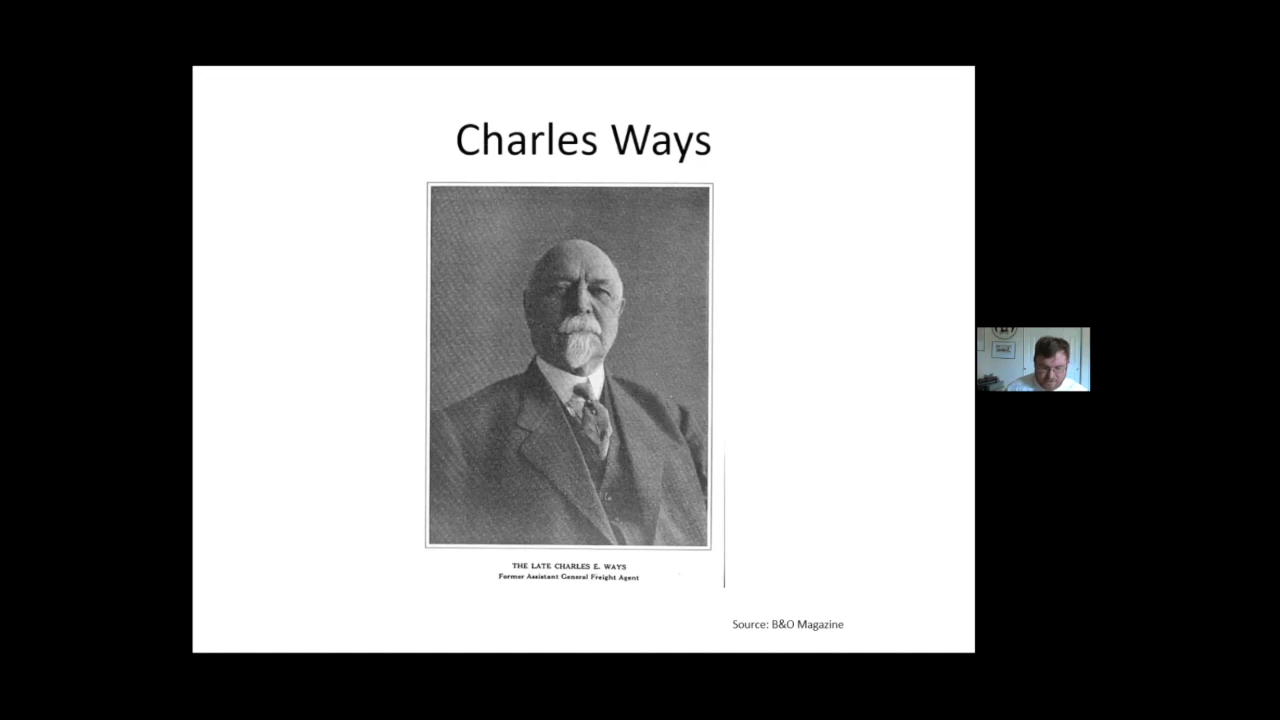 Charles Ways
THE LATE CHARLES E. WAYS
Former Assistant General Freight Agent
Source: B&O Magazine